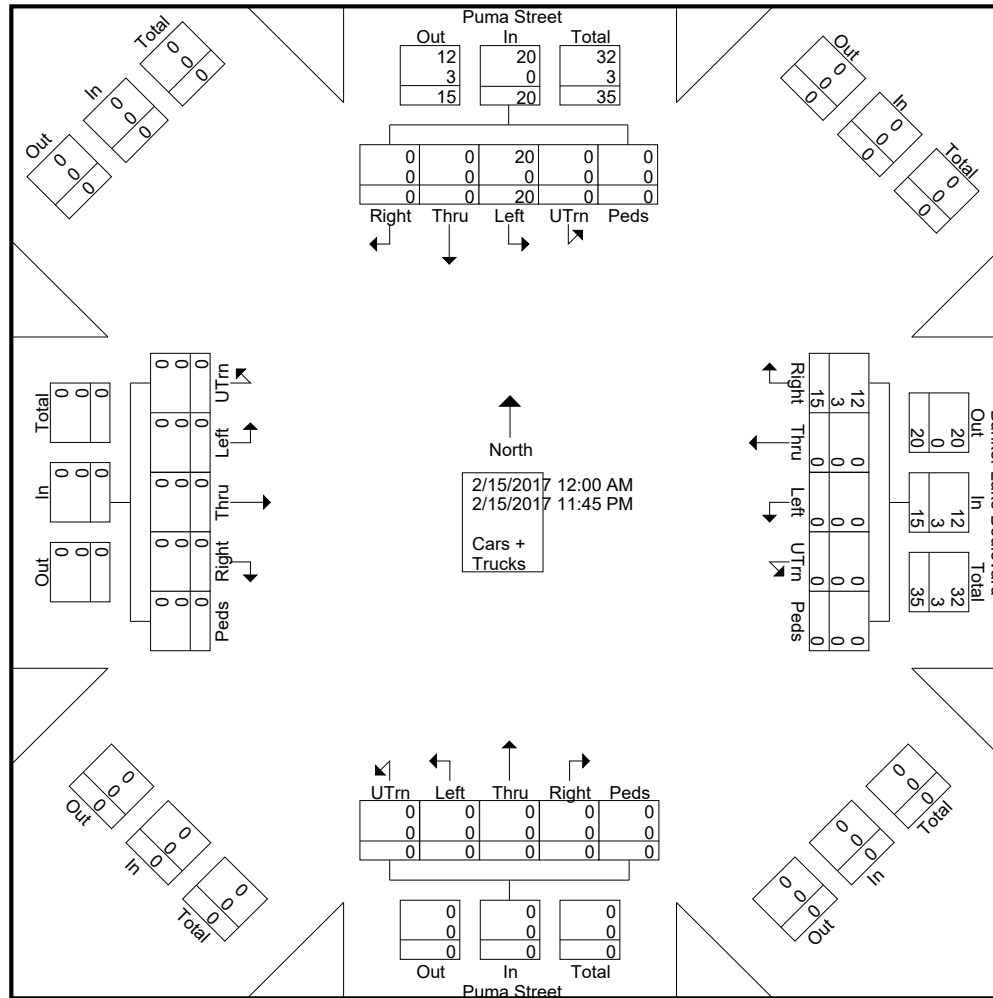 Puma Street
Out In Total
12 20 32
3 0 3
15 20 35
0 0 20 0 0
0 0 0 0 0
0 0 20 0 0
Right Thru Left UTrn Peds
Total
0
0
0
In
0
0
0
Out
0
0
0
Out
0
0
0
In
0
0
0
Total
0
0
0
UTrn
0 0 0
Left
0 0 0
Thru
0 0 0
Right
0 0 0
Peds
0 0 0
Total
0 0 0
In
0 0 0
Out
0 0 0
North
2/15/2017 12:00 AM
2/15/2017 11:45 PM
Cars +
Trucks
Right
12 3 15
Thru
0 0 0
Left
0 0 0
UTrn
0 0 0
Peds
0 0 0
Out
20 0 20
In
12 3 15
Total
32 3 35
UTrn Left Thru Right Peds
0 0 0 0 0
0 0 0 0 0
0 0 0 0 0
0 0 0
0 0 0
0 0 0
Out In Total
Puma Street
0
0
0
Out
0
0
0
In
0
0
0
Total
0
0
0
Total
0
0
0
In
0
0
0
Out